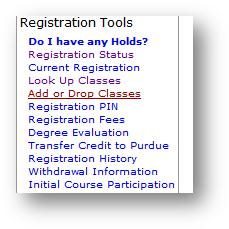 Registration Tools
Do I have any Holds?
Registration Status
Current Registration
Look Up Classes
Add or Drop Classes
Registration PIN
Registration Fees
Degree Evaluation
Transfer Credit to Purdue
Registration History
Withdrawal Information
Initial Course Participation